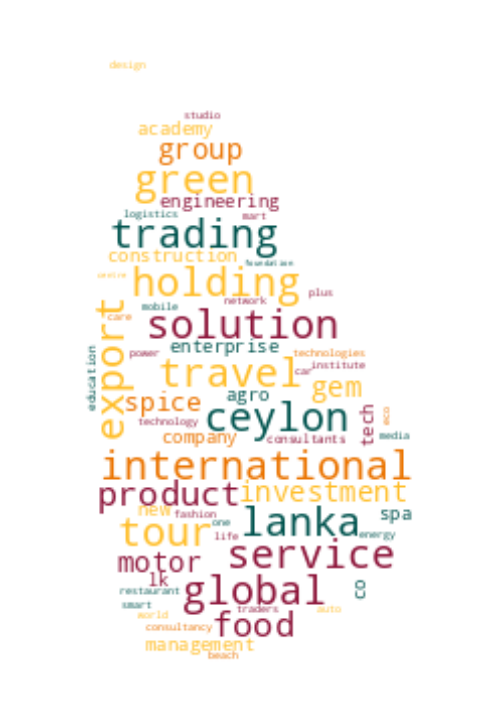 design
studio
academy
group
green
engineering
logistics mart
trading
construction foundation
centre
holding
plus
network
mobile
care
export
solution
enterprise
power technologies
education
travel
institute
car
gem
agro
spice
ceylon
tech
eco
technology
company consultants media
international
product
investment
new
fashion
spa
one
lanka
tour
life energy
service
motor
lk
global
co
restaurant
smart
traders auto
world
food
consultancy
management
beach